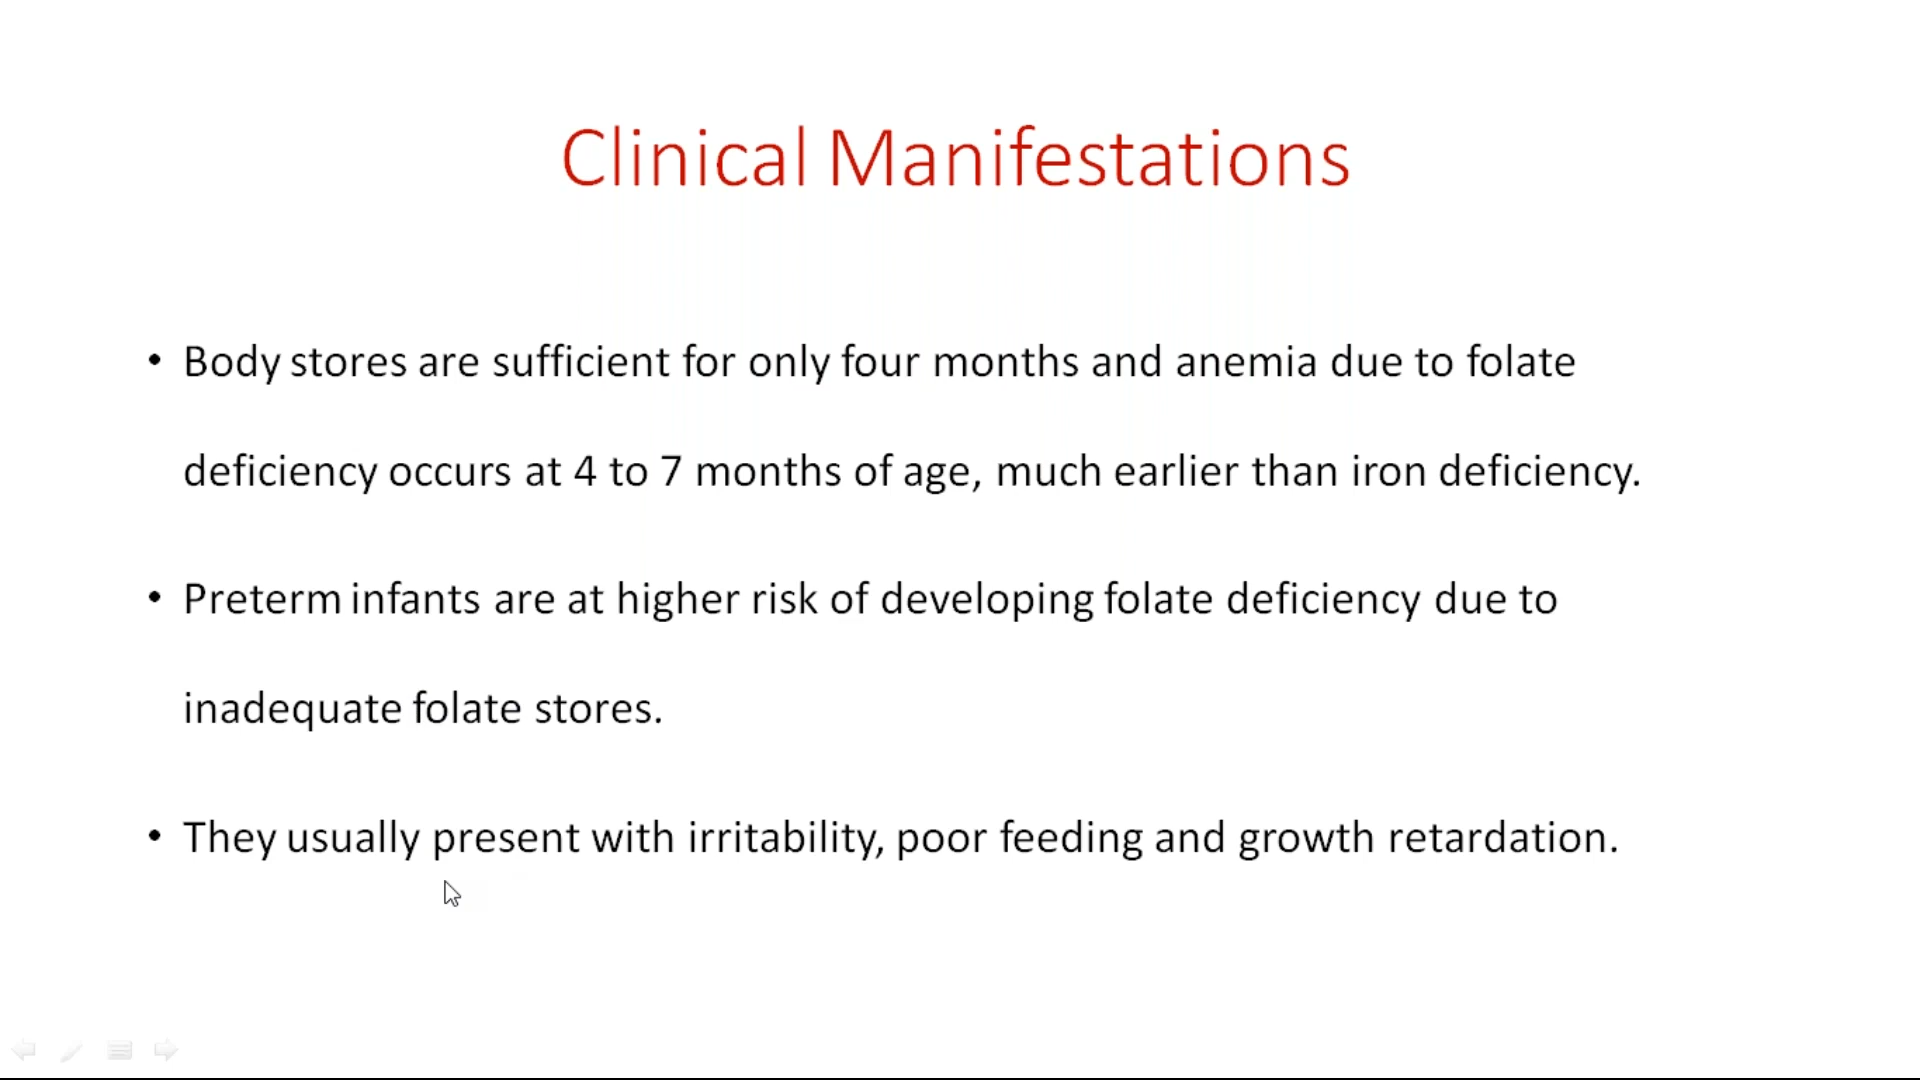 Clinical Manifestations
• Body stores are sufficient for only four months and anemia due to folate
deficiency occurs at 4 to 7 months of age, much earlier than iron deficiency.
• Preterm infants are at higher risk of developing folate deficiency due to
inadequate folate stores.
• They usually present with irritability, poor feeding and growth retardation.